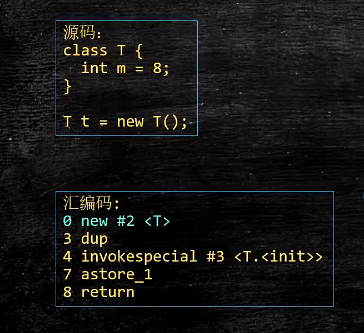 源码:
class T {
  int m = 8;
}
T t = new T();
汇编码:
0 new #2 <T>
3 dup
4 invokespecial #3 <T.<init>>
7 astore_1
8 return